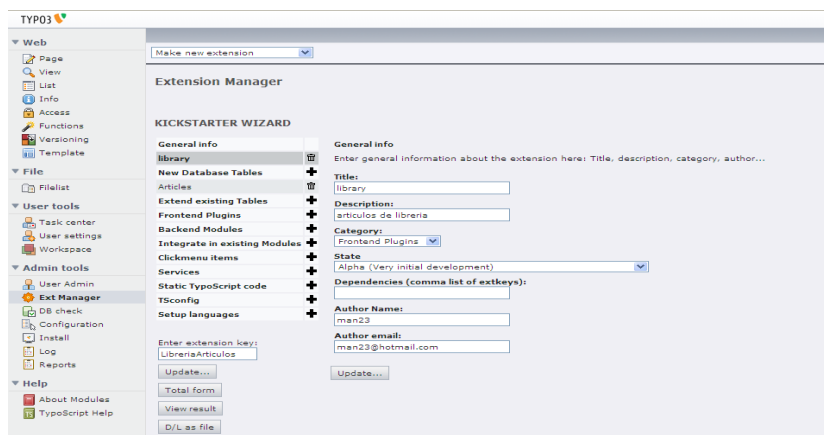 TYPO3
Web
Page
View
List
Info
Access
Functions
Versioning
Template
File
Filelist
User tools
Task center
User settings
Workspace
Admin tools
User Admin
Ext Manager
DB check
Configuration
Install
Log
Reports
Help
About Modules
TypoScript Help
Make new extension
Extension Manager
KICKSTARTER WIZARD
General info
library
New Database Tables
Articles
Extend existing Tables
Frontend Plugins
Backend Modules
Integrate in existing Modules
Clickmenu items
Services
Static TypoScript code
TSconfig
Setup languages
Enter extension key:
LibreriaArticulos
Update...
Total form
View result
D/L as file
General info
Enter general information about the extension here: Title, description, category, author...
Title:
library
Description:
articulos de libreria
Category:
Frontend Plugins
State
Alpha (Very initial development)
Dependencies (comma list of extkeys):
Author Name:
man23
Author email:
man23@hotmail.com
Update...